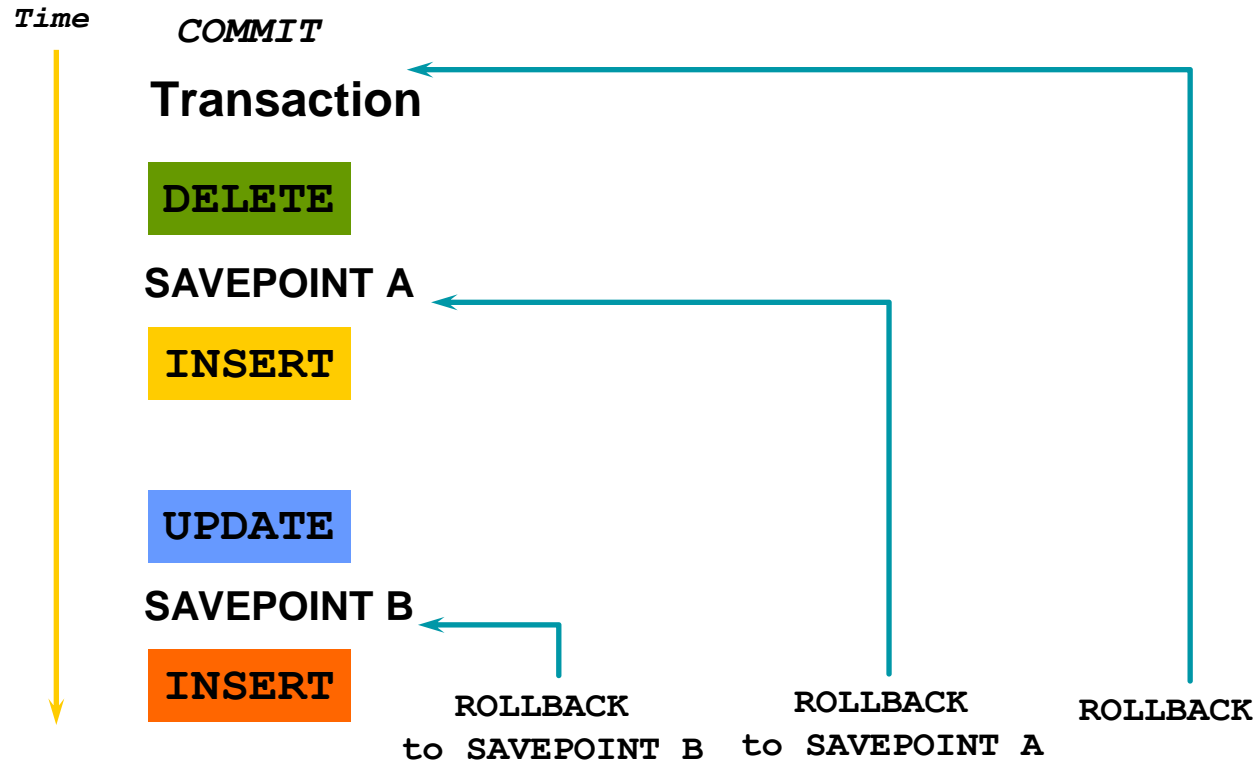 Time
COMMIT
Transaction
DELETE
SAVEPOINT A
INSERT
UPDATE
SAVEPOINT B
INSERT
ROLLBACK
to SAVEPOINT B
ROLLBACK
to SAVEPOINT A
ROLLBACK